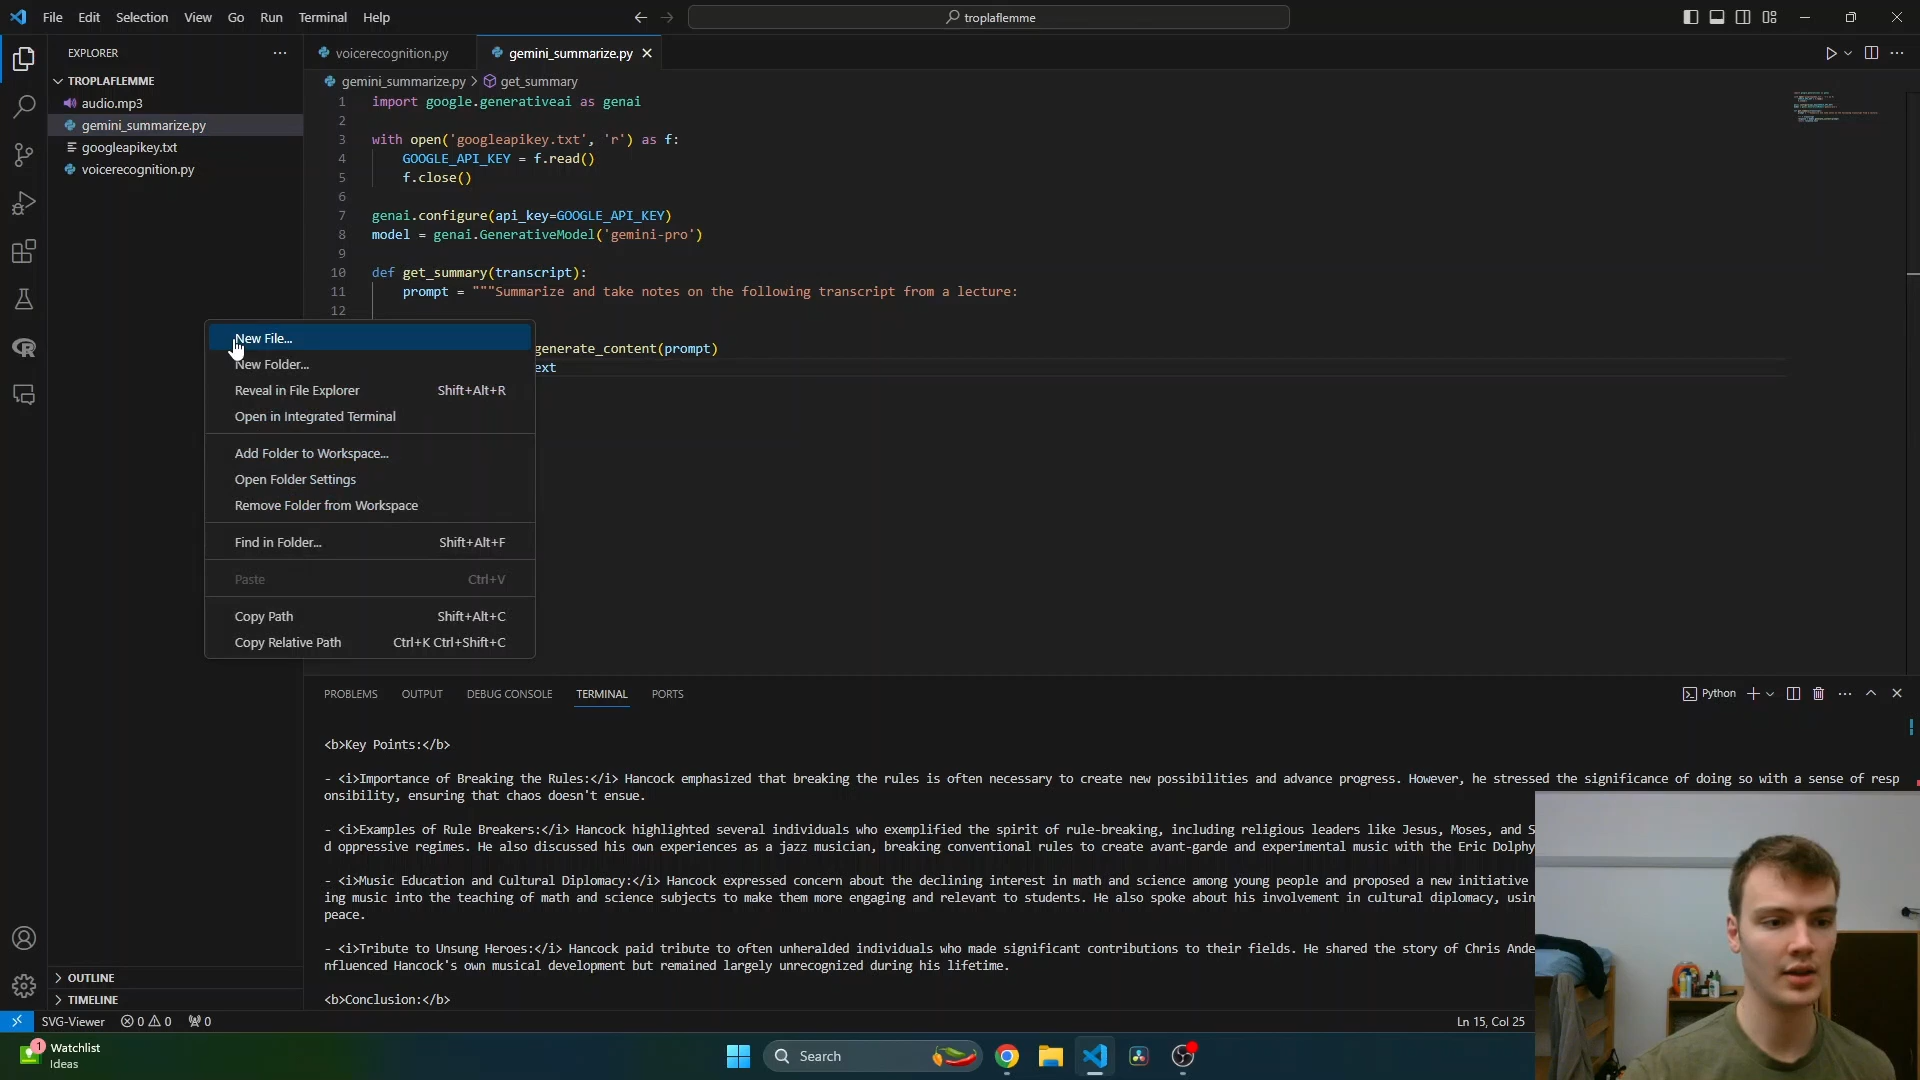 File Edit Selection View Go Run Terminal Help
troplaflemme
EXPLORER
TROPLAFLEMME
audio.mp3
gemini_summarize.py
googleapikey.txt
voicerecognition.py
OUTLINE
TIMELINE
voicerecognition.py
gemini_summarize.py
gemini_summarize.py > get_summary
1 import google.generativeai as genai
2
3 with open('googleapikey.txt', 'r') as f:
4 GOOGLE_API_KEY = f.read()
5 f.close()
6
7 genai.configure(api_key=GOOGLE_API_KEY)
8 model = genai.GenerativeModel('gemini-pro')
9
10 def get_summary(transcript):
11 prompt = """Summarize and take notes on the following transcript from a lecture:
12
generate_content(prompt)
ext
New File...
New Folder...
Reveal in File Explorer Shift+Alt+R
Open in Integrated Terminal
Add Folder to Workspace...
Open Folder Settings
Remove Folder from Workspace
Find in Folder... Shift+Alt+F
Paste Ctrl+V
Copy Path Shift+Alt+C
Copy Relative Path Ctrl+K Ctrl+Shift+C
PROBLEMS OUTPUT DEBUG CONSOLE TERMINAL PORTS
Python
<b>Key Points:</b>
- <i>Importance of Breaking the Rules:</i> Hancock emphasized that breaking the rules is often necessary to create new possibilities and advance progress. However, he stressed the significance of doing so with a sense of resp
onsibility, ensuring that chaos doesn't ensue.
- <i>Examples of Rule Breakers:</i> Hancock highlighted several individuals who exemplified the spirit of rule-breaking, including religious leaders like Jesus, Moses, and S
d oppressive regimes. He also discussed his own experiences as a jazz musician, breaking conventional rules to create avant-garde and experimental music with the Eric Dolphy
- <i>Music Education and Cultural Diplomacy:</i> Hancock expressed concern about the declining interest in math and science among young people and proposed a new initiative
ing music into the teaching of math and science subjects to make them more engaging and relevant to students. He also spoke about his involvement in cultural diplomacy, usin
peace.
- <i>Tribute to Unsung Heroes:</i> Hancock paid tribute to often unheralded individuals who made significant contributions to their fields. He shared the story of Chris Ande
nfluenced Hancock's own musical development but remained largely unrecognized during his lifetime.
<b>Conclusion:</b>
SVG-Viewer 0 0 0
Ln 15, Col 25
1
Watchlist
Ideas
Search